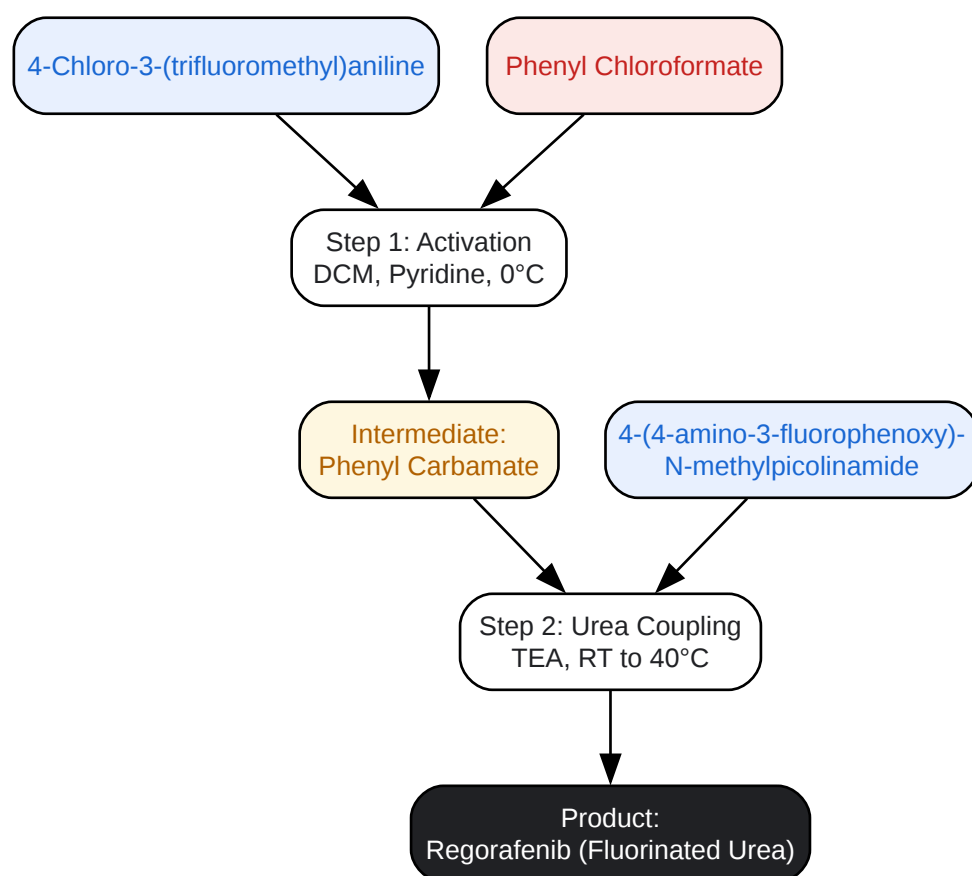 4-Chloro-3-(trifluoromethyl)aniline
Phenyl Chloroformate
Step 1: Activation
DCM, Pyridine, 0°C
Intermediate:
Phenyl Carbamate
4-(4-amino-3-fluorophenoxy)-
N-methylpicolinamide
Step 2: Urea Coupling
TEA, RT to 40°C
Product:
Regorafenib (Fluorinated Urea)